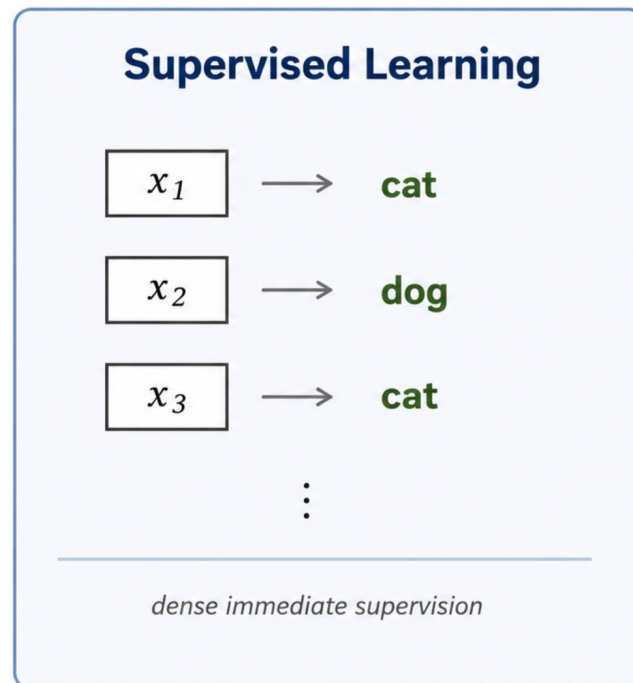 Supervised Learning
x₁ → cat
x₂ → dog
x₃ → cat
⋮
dense immediate supervision